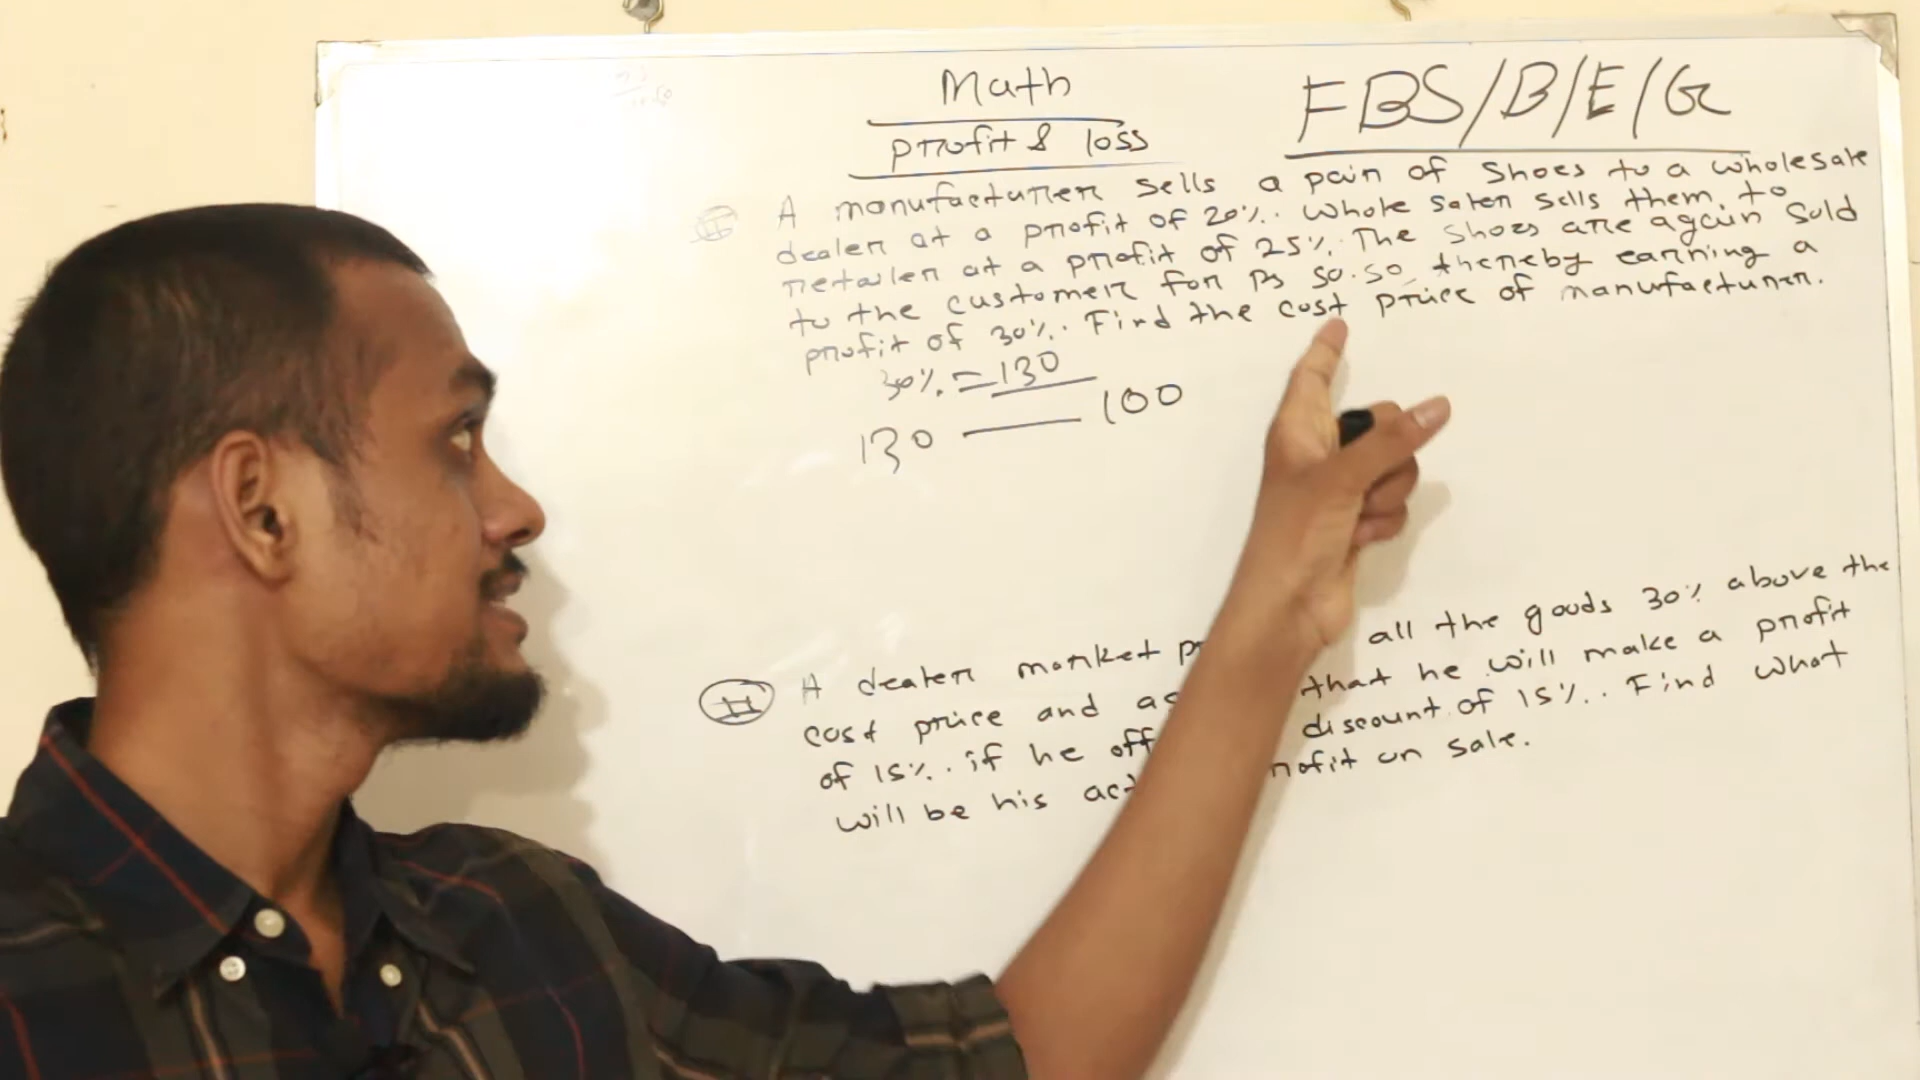 Math
profit & loss
FBS/B/E/G
A manufacturer sells a pair of shoes to a wholesale
dealer at a profit of 20%. Whole saler sells them to
retailer at a profit of 25%. The shoes are again sold
to the customer for Rs 50.50, thereby earning a
profit of 30%. Find the cost price of manufacturer.
30% = 130
130 — 100
II A dealer market all the goods 30% above the
cost price and that he will make a profit
of 15%. if he discount of 15%. Find what
will be his on sale.